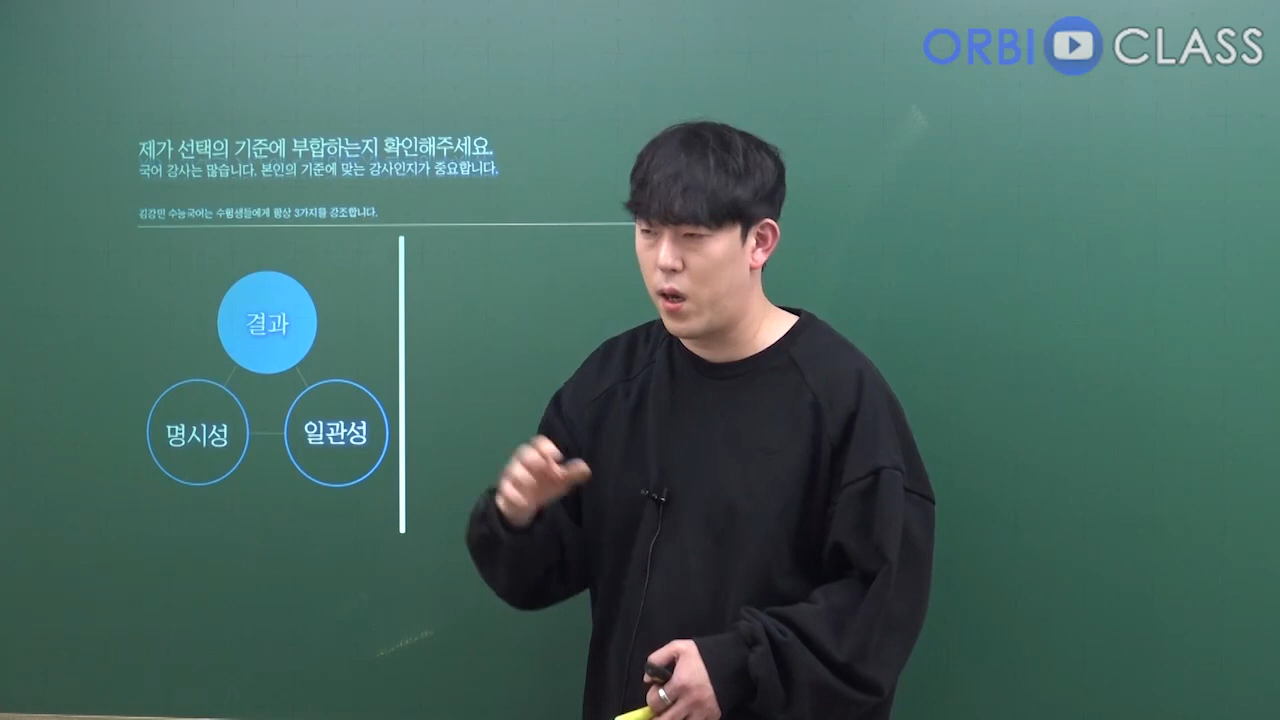 ORBI CLASS
제가 선택의 기준에 부합하는지 확인해주세요.
국어 강사는 많습니다. 본인의 기준에 맞는 강사인지가 중요합니다.
김강민 수능국어는 수험생들에게 항상 3가지를 강조합니다.
결과
명시성
일관성